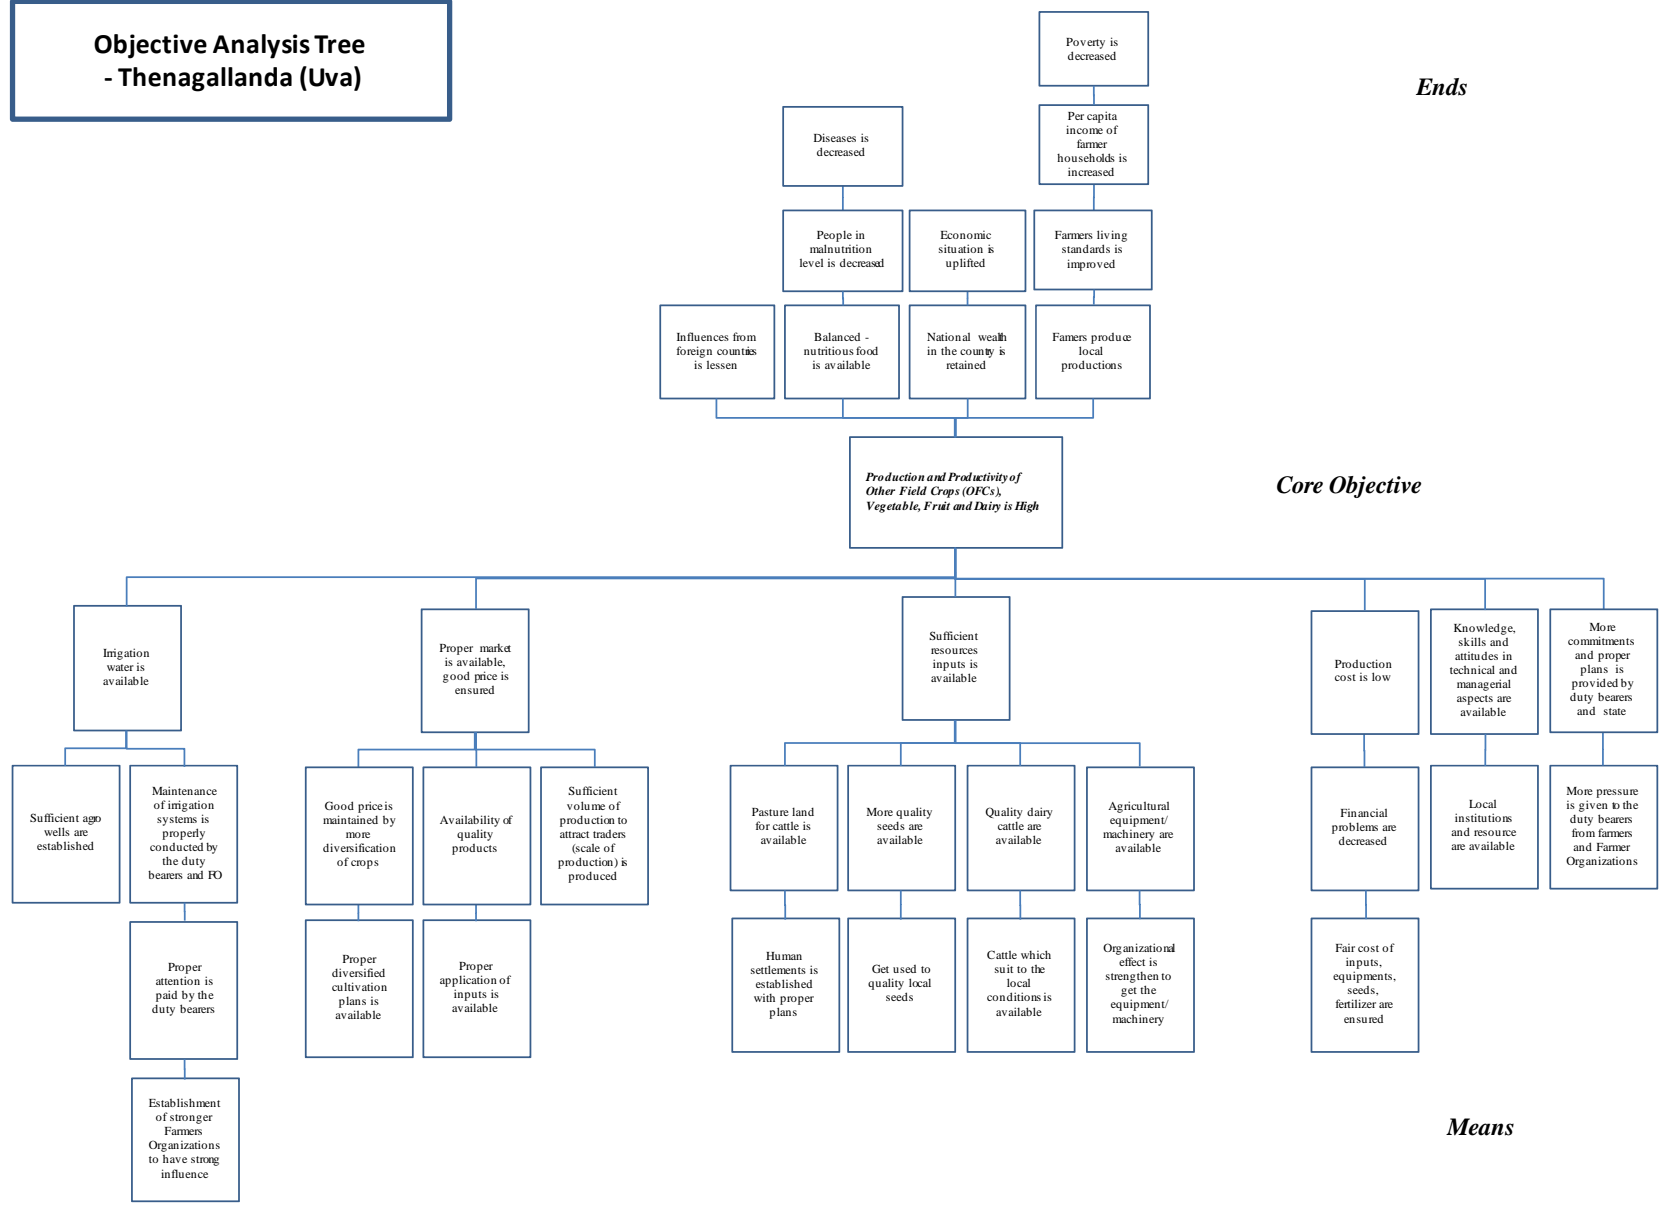 Objective Analysis Tree
- Thenagallanda (Uva)
Poverty is
decreased
Ends
Per capita
income of
farmer
households is
increased
Diseases is
decreased
People in
malnutrition
level is decreased
Economic
situation is
uplifted
Farmers living
standards is
improved
Influences from
foreign countries
is lessen
Balanced -
nutritious food
is available
National wealth
in the county is
retained
Famers produce
local
productions
Production and Productivity of
Other Field Crops (OFCs),
Vegetable, Fruit and Dairy is High
Core Objective
Irrigation
water is
available
Proper market
is available,
good price is
ensured
Sufficient
resources
inputs is
available
Production
cost is low
Knowledge,
skills and
attitudes in
technical and
managerial
aspects are
available
More
commitments
and proper
plans is
provided by
duty bearers
and state
Sufficient agro
wells are
established
Maintenance
of irrigation
systems is
properly
conducted by
the duty
bearers and FO
Good price is
maintained by
more
diversification
of crops
Availability of
quality
products
Sufficient
volume of
production to
attract traders
(scale of
production) is
produced
Pasture land
for cattle is
available
More quality
seeds are
available
Quality dairy
cattle are
available
Agricultural
equipment/
machinery are
available
Financial
problems are
decreased
Local
institutions
and resource
are available
More pressure
is given to the
duty bearers
from farmers
and Farmer
Organizations
Proper
attention is
paid by the
duty bearers
Proper
diversified
cultivation
plans is
available
Proper
application of
inputs is
available
Human
settlements is
established
with proper
plans
Get used to
quality local
seeds
Cattle which
suit to the
local
conditions is
available
Organizational
effect is
strengthen to
get the
equipment/
machinery
Fair cost of
inputs,
equipments,
seeds,
fertilizer are
ensured
Establishment
of stronger
Farmers
Organizations
to have strong
influence
Means